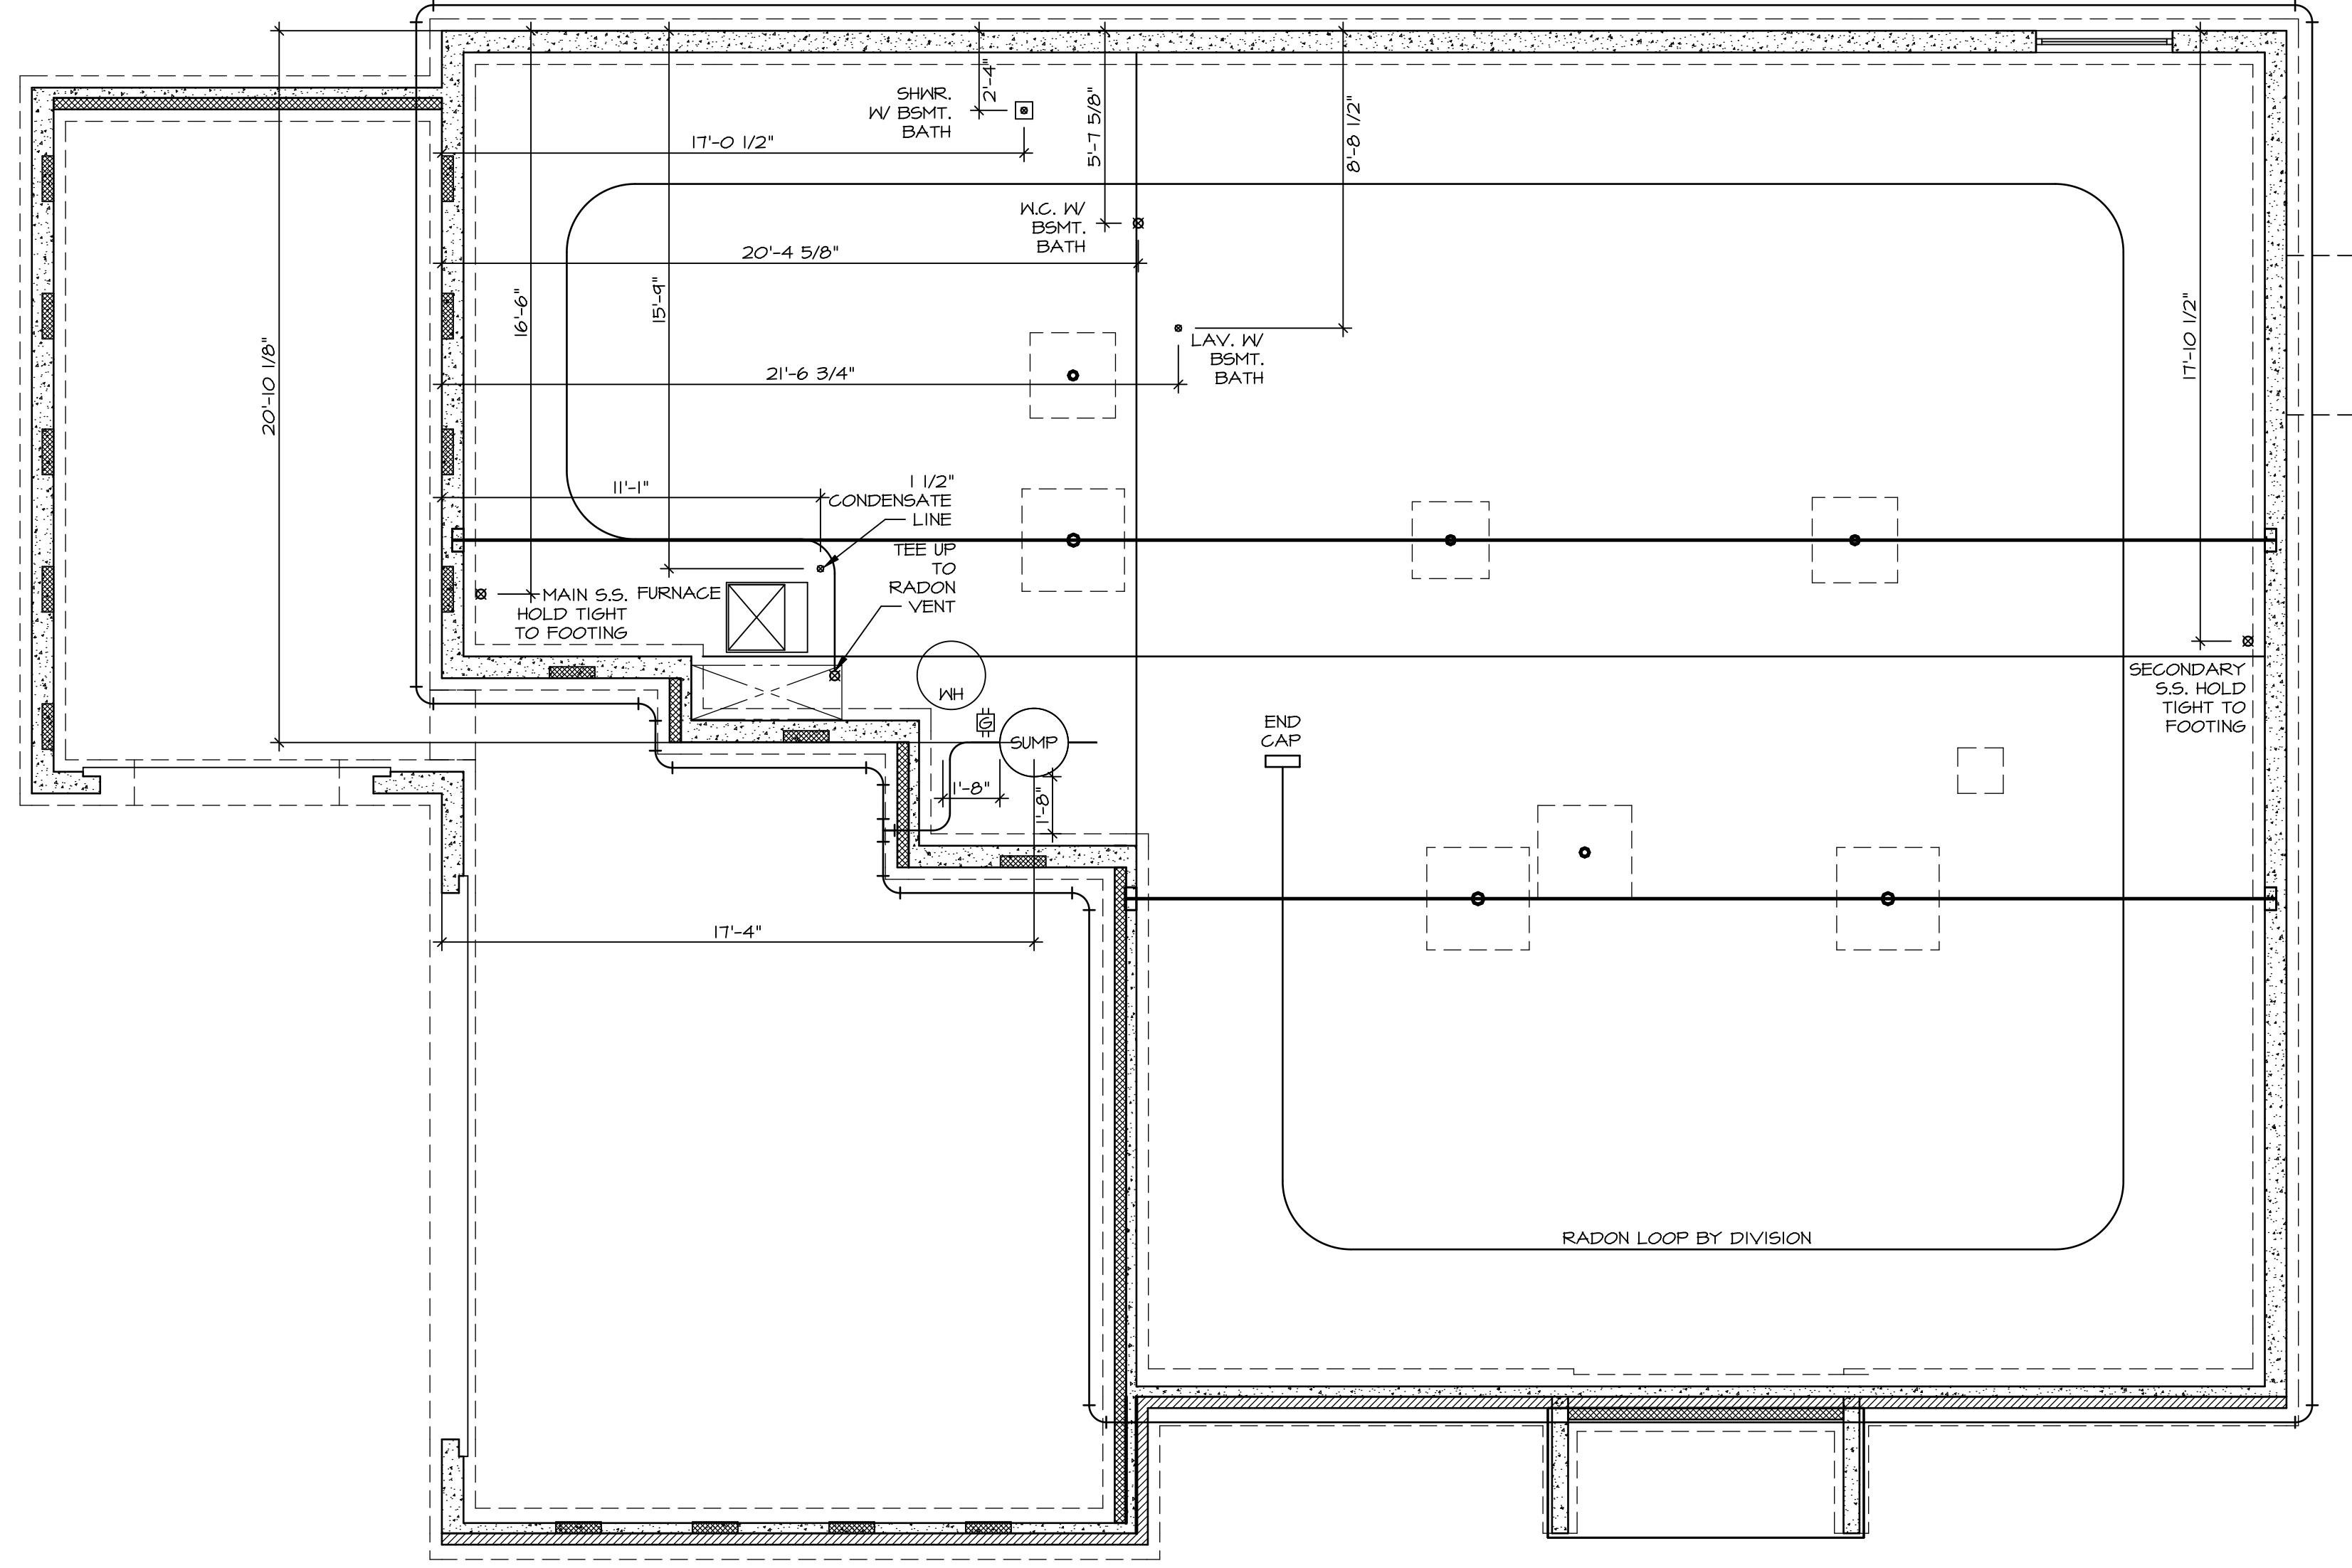 SHWR.
W/ BSMT.
BATH
2'-4"
17'-0 1/2"
5'-7 5/8"
8'-8 1/2"
W.C. W/
BSMT.
BATH
20'-4 5/8"
16'-6"
15'-9"
17'-10 1/2"
20'-10 1/8"
LAV. W/
BSMT.
BATH
21'-6 3/4"
11'-1"
1 1/2"
CONDENSATE
LINE
TEE UP
TO
RADON
VENT
MAIN S.S.
HOLD TIGHT
TO FOOTING
FURNACE
WH
SECONDARY
S.S. HOLD
TIGHT TO
FOOTING
G
SUMP
END
CAP
1'-8"
1'-8"
17'-4"
RADON LOOP BY DIVISION